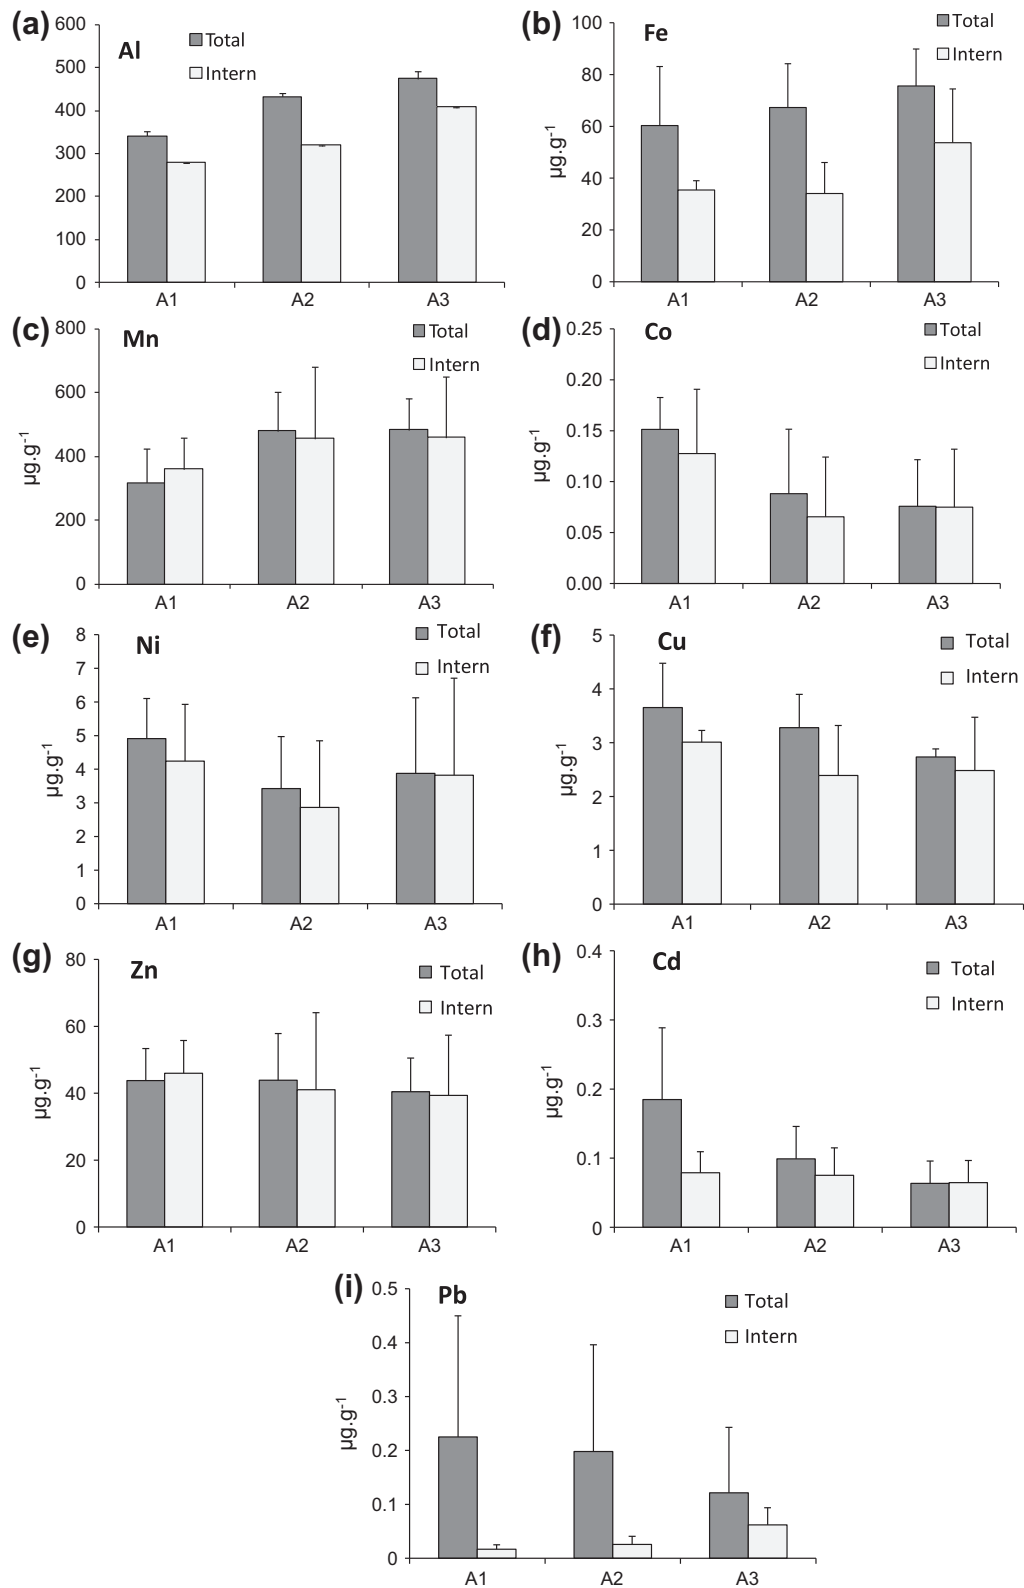 (a)
Al
Total
Intern
600
500
400
300
200
100
0
A1 A2 A3
(b)
Fe
Total
Intern
µg.g-1
100
80
60
40
20
0
A1 A2 A3
(c)
Mn
Total
Intern
µg.g-1
800
600
400
200
0
A1 A2 A3
(d)
Co
Total
Intern
µg.g-1
0.25
0.20
0.15
0.10
0.05
0.00
A1 A2 A3
(e)
Ni
Total
Intern
µg.g-1
8
7
6
5
4
3
2
1
0
A1 A2 A3
(f)
Cu
Total
Intern
µg.g-1
5
4
3
2
1
0
A1 A2 A3
(g)
Zn
Total
Intern
µg.g-1
80
60
40
20
0
A1 A2 A3
(h)
Cd
Total
Intern
µg.g-1
0.4
0.3
0.2
0.1
0
A1 A2 A3
(i)
Pb
Total
Intern
µg.g-1
0.5
0.4
0.3
0.2
0.1
0
A1 A2 A3